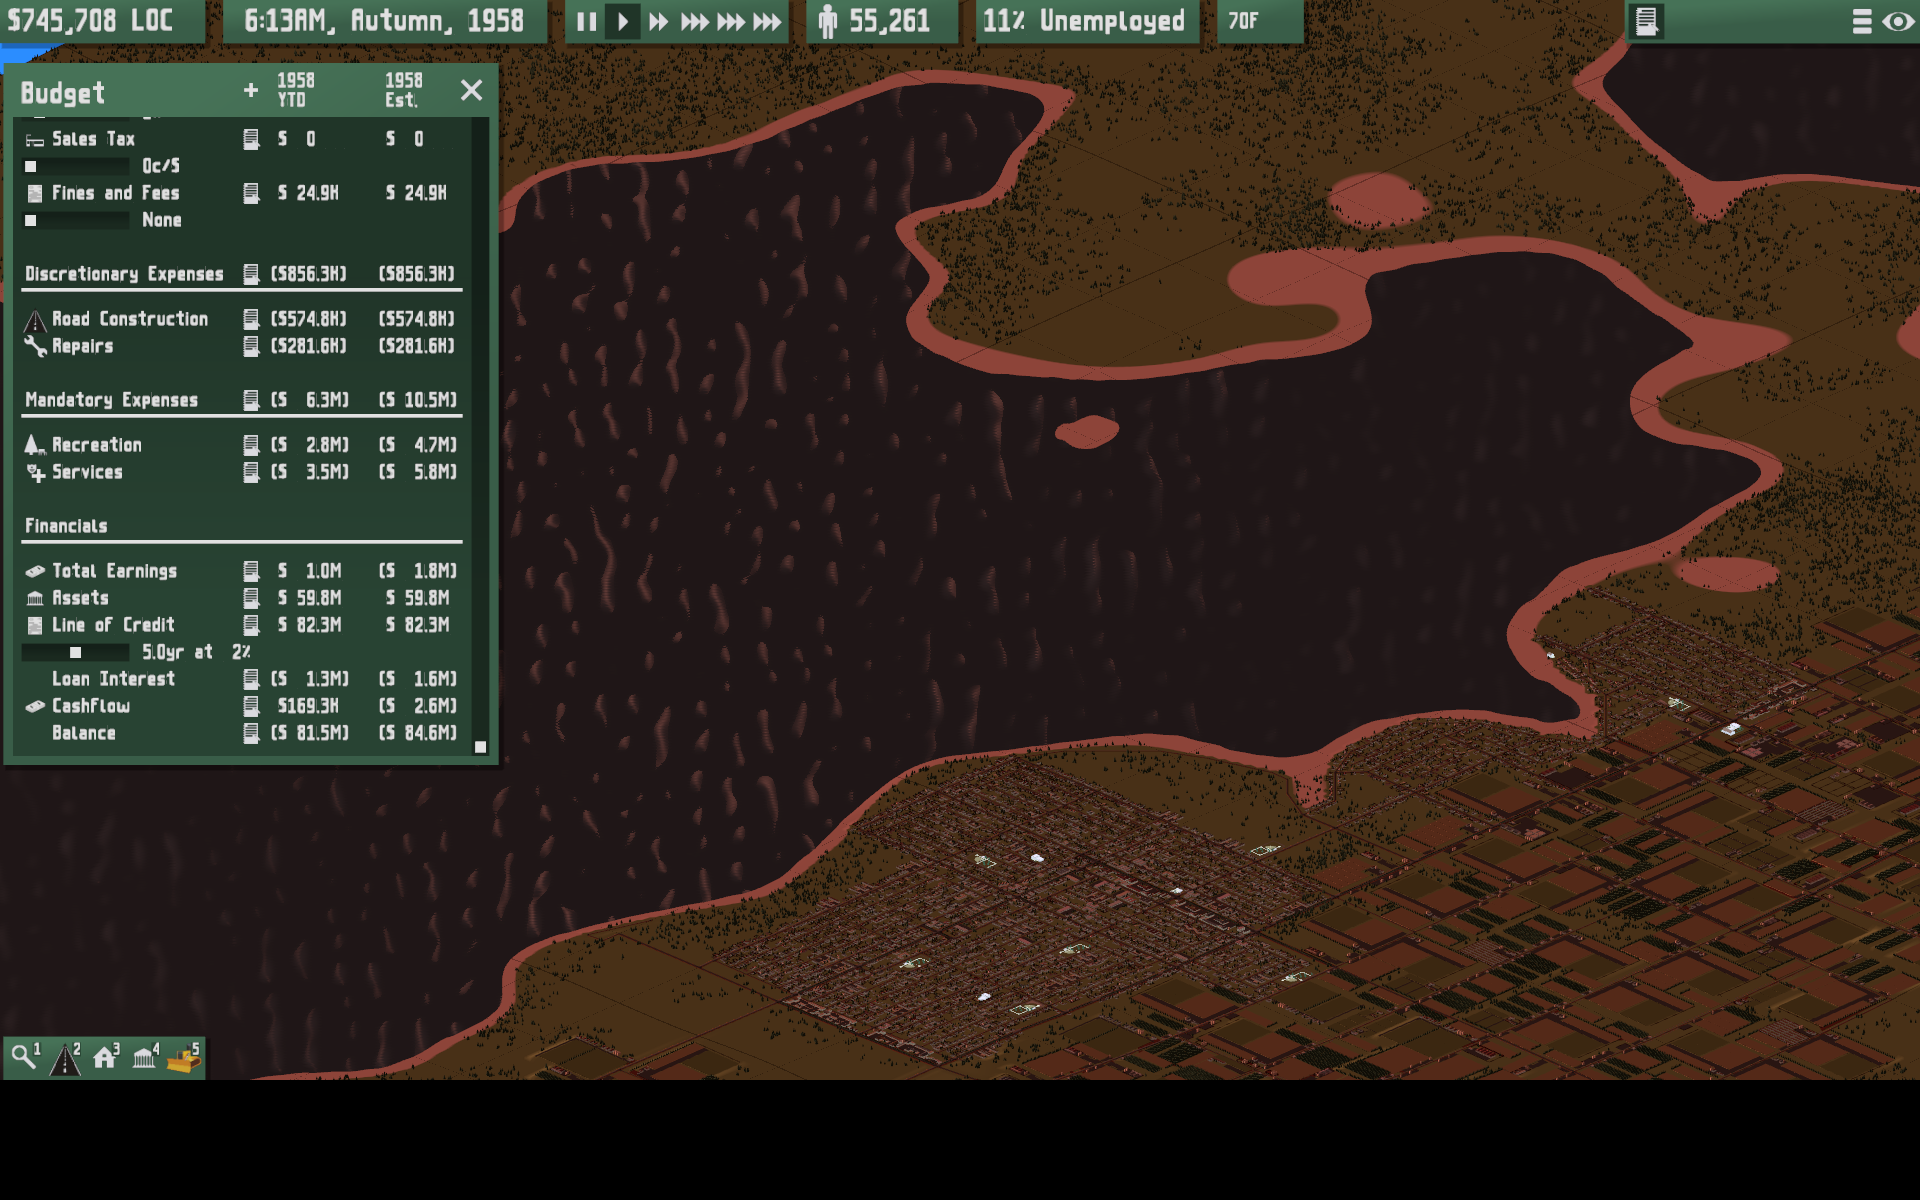 $745,708 LOC
6:13AM, Autumn, 1958
55,261
11% Unemployed
70F
Budget + 1958 YTD 1958 Est.
Sales Tax $ 0 $ 0
0c/$
Fines and Fees $ 24.9K $ 24.9K
None
Discretionary Expenses ($856.3K) ($856.3K)
Road Construction ($574.8K) ($574.8K)
Repairs ($281.6K) ($281.6K)
Mandatory Expenses ($ 6.3M) ($ 10.5M)
Recreation ($ 2.8M) ($ 4.7M)
Services ($ 3.5M) ($ 5.8M)
Financials
Total Earnings $ 1.0M ($ 1.8M)
Assets $ 59.8M $ 59.8M
Line of Credit $ 82.3M $ 82.3M
5.0yr at 2%
Loan Interest ($ 1.3M) ($ 1.6M)
Cashflow $169.3K ($ 2.6M)
Balance ($ 81.5M) ($ 84.6M)
1 2 3 4 5